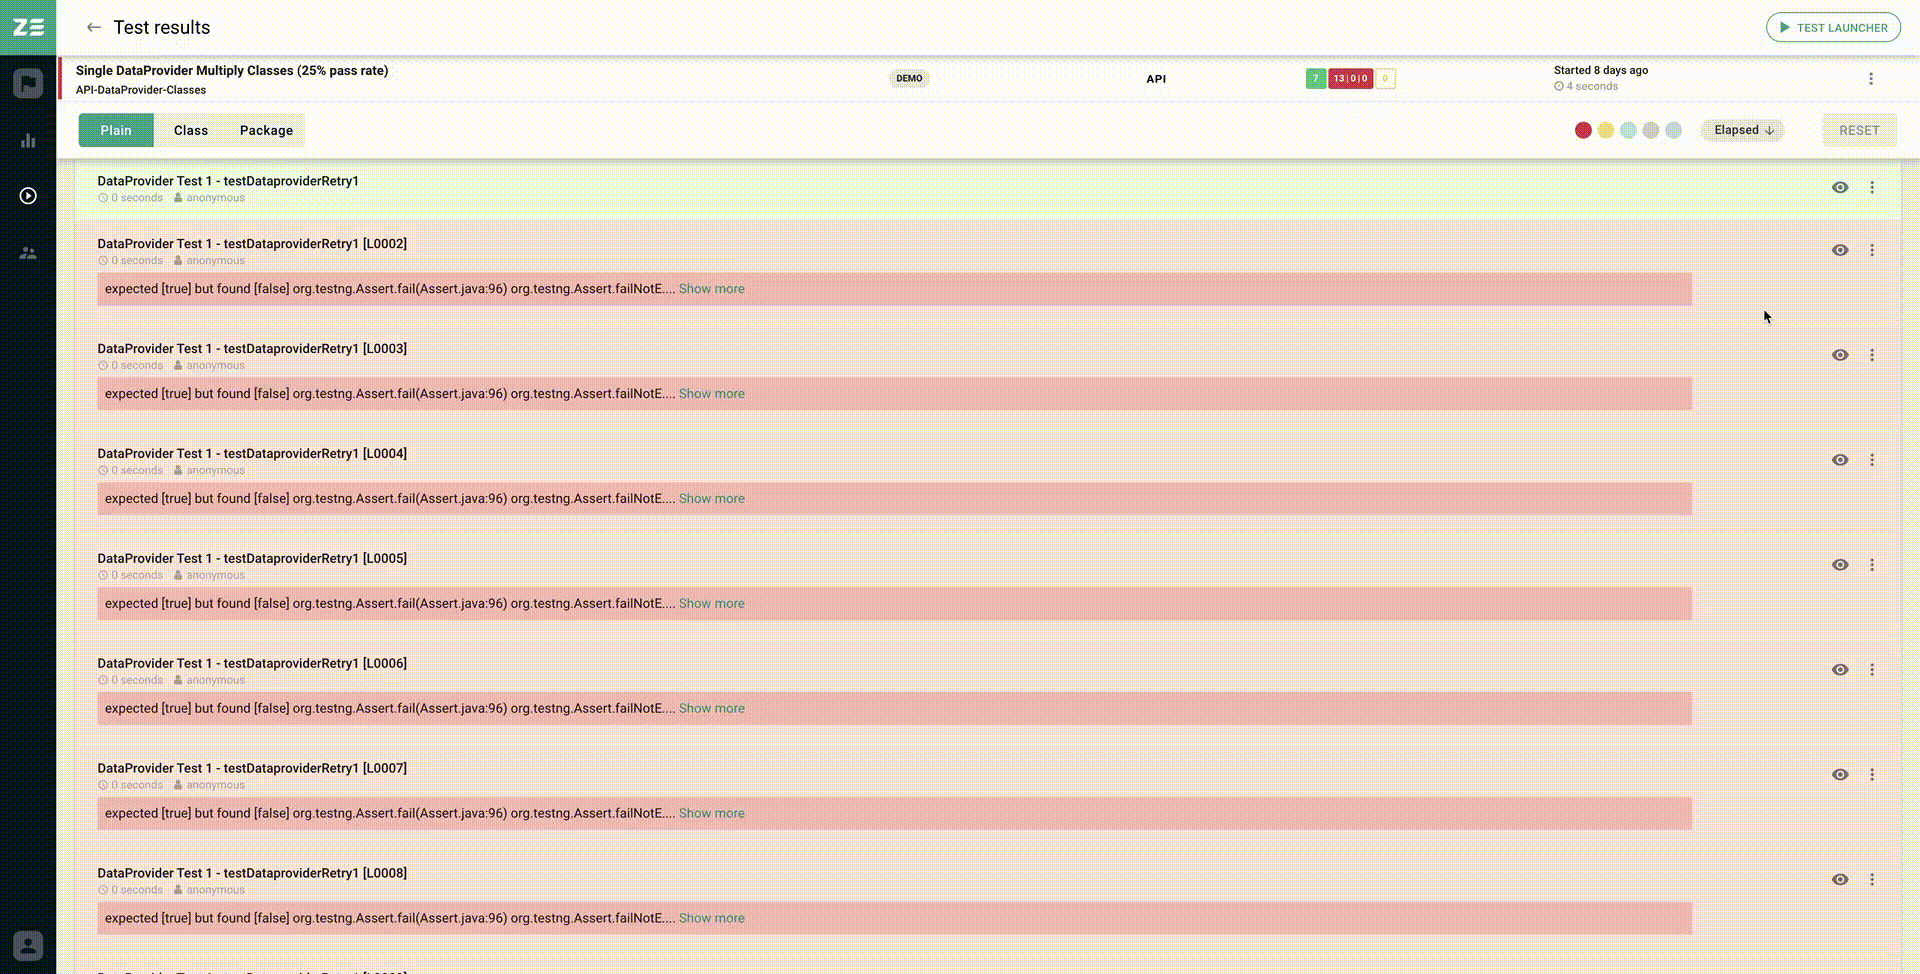 ZE
Test results
TEST LAUNCHER
Single DataProvider Multiply Classes (25% pass rate)
API-DataProvider-Classes
DEMO
API
7 13|0|0 0
Started 8 days ago
4 seconds
Plain Class Package
Elapsed
RESET
DataProvider Test 1 - testDataproviderRetry1
0 seconds anonymous
DataProvider Test 1 - testDataproviderRetry1 [L0002]
0 seconds anonymous
expected [true] but found [false] org.testng.Assert.fail(Assert.java:96) org.testng.Assert.failNotE.... Show more
DataProvider Test 1 - testDataproviderRetry1 [L0003]
0 seconds anonymous
expected [true] but found [false] org.testng.Assert.fail(Assert.java:96) org.testng.Assert.failNotE.... Show more
DataProvider Test 1 - testDataproviderRetry1 [L0004]
0 seconds anonymous
expected [true] but found [false] org.testng.Assert.fail(Assert.java:96) org.testng.Assert.failNotE.... Show more
DataProvider Test 1 - testDataproviderRetry1 [L0005]
0 seconds anonymous
expected [true] but found [false] org.testng.Assert.fail(Assert.java:96) org.testng.Assert.failNotE.... Show more
DataProvider Test 1 - testDataproviderRetry1 [L0006]
0 seconds anonymous
expected [true] but found [false] org.testng.Assert.fail(Assert.java:96) org.testng.Assert.failNotE.... Show more
DataProvider Test 1 - testDataproviderRetry1 [L0007]
0 seconds anonymous
expected [true] but found [false] org.testng.Assert.fail(Assert.java:96) org.testng.Assert.failNotE.... Show more
DataProvider Test 1 - testDataproviderRetry1 [L0008]
0 seconds anonymous
expected [true] but found [false] org.testng.Assert.fail(Assert.java:96) org.testng.Assert.failNotE.... Show more